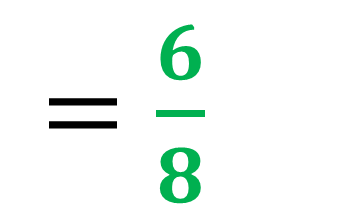 = 6/8